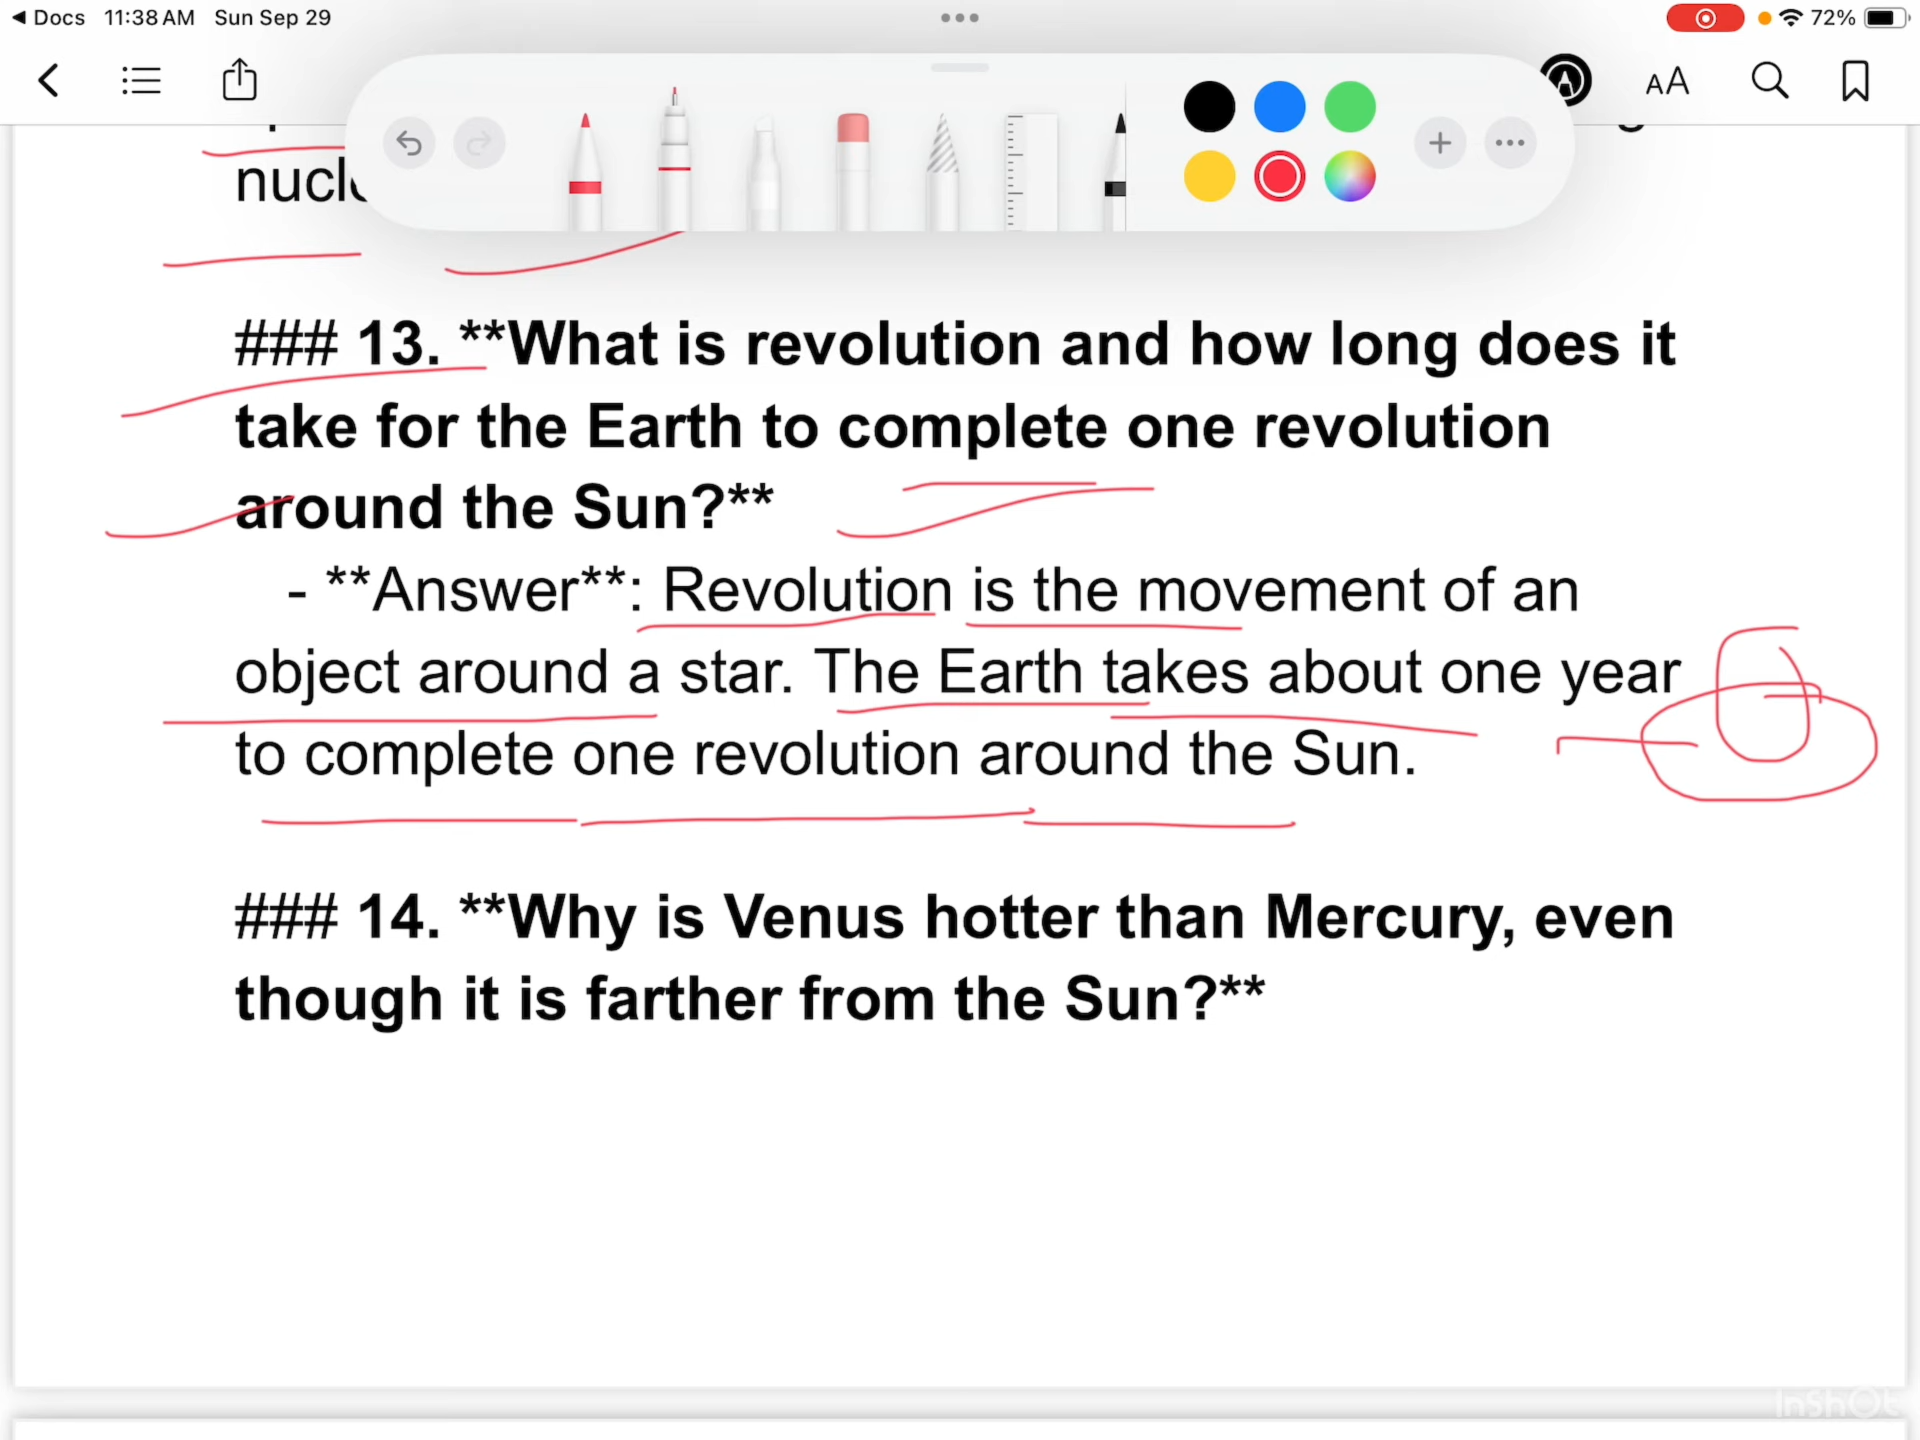 Docs 11:38 AM Sun Sep 29
72%
AA
### 13. **What is revolution and how long does it
take for the Earth to complete one revolution
around the Sun?**
- **Answer**: Revolution is the movement of an
object around a star. The Earth takes about one year
to complete one revolution around the Sun.
### 14. **Why is Venus hotter than Mercury, even
though it is farther from the Sun?**
InShOt